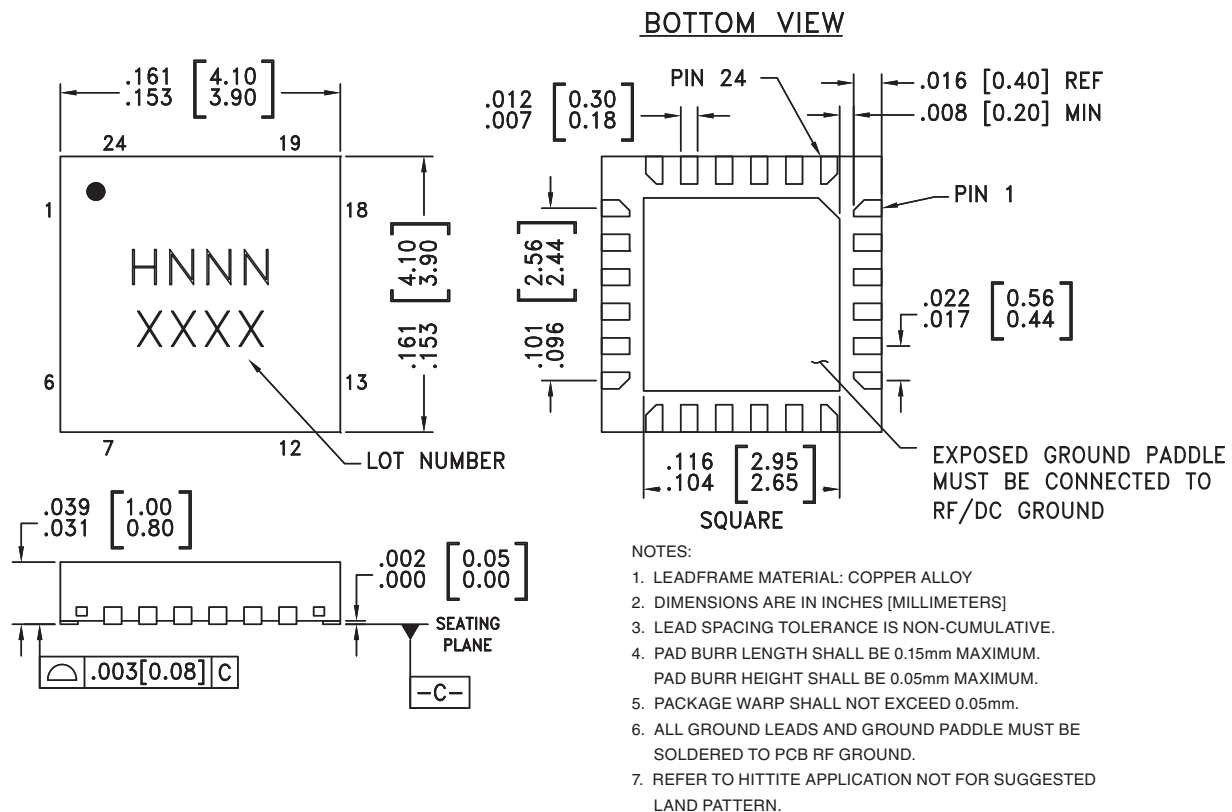 BOTTOM VIEW
.161 [4.10]
.153 [3.90]
24
19
1
18
HNNN
XXXX
6
13
7
12
LOT NUMBER
.161 [4.10]
.153 [3.90]
PIN 24
.012 [0.30]
.007 [0.18]
.016 [0.40] REF
.008 [0.20] MIN
PIN 1
.101 [2.56]
.096 [2.44]
.022 [0.56]
.017 [0.44]
.116 [2.95]
.104 [2.65]
SQUARE
EXPOSED GROUND PADDLE
MUST BE CONNECTED TO
RF/DC GROUND
.039 [1.00]
.031 [0.80]
.002 [0.05]
.000 [0.00]
SEATING
PLANE
.003[0.08] C
-C-
NOTES:
1. LEADFRAME MATERIAL: COPPER ALLOY
2. DIMENSIONS ARE IN INCHES [MILLIMETERS]
3. LEAD SPACING TOLERANCE IS NON-CUMULATIVE.
4. PAD BURR LENGTH SHALL BE 0.15mm MAXIMUM.
PAD BURR HEIGHT SHALL BE 0.05mm MAXIMUM.
5. PACKAGE WARP SHALL NOT EXCEED 0.05mm.
6. ALL GROUND LEADS AND GROUND PADDLE MUST BE
SOLDERED TO PCB RF GROUND.
7. REFER TO HITTITE APPLICATION NOT FOR SUGGESTED
LAND PATTERN.